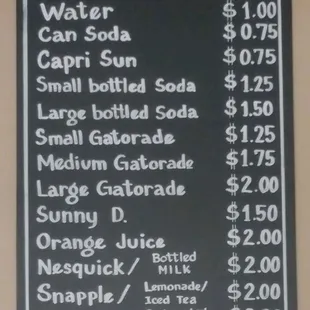 Water $1.00
Can Soda $0.75
Capri Sun $0.75
Small bottled Soda $1.25
Large bottled Soda $1.50
Small Gatorade $1.25
Medium Gatorade $1.75
Large Gatorade $2.00
Sunny D. $1.50
Orange Juice $2.00
Nesquick/ Bottled MILK $2.00
Snapple/ Lemonade/ Iced Tea $2.00